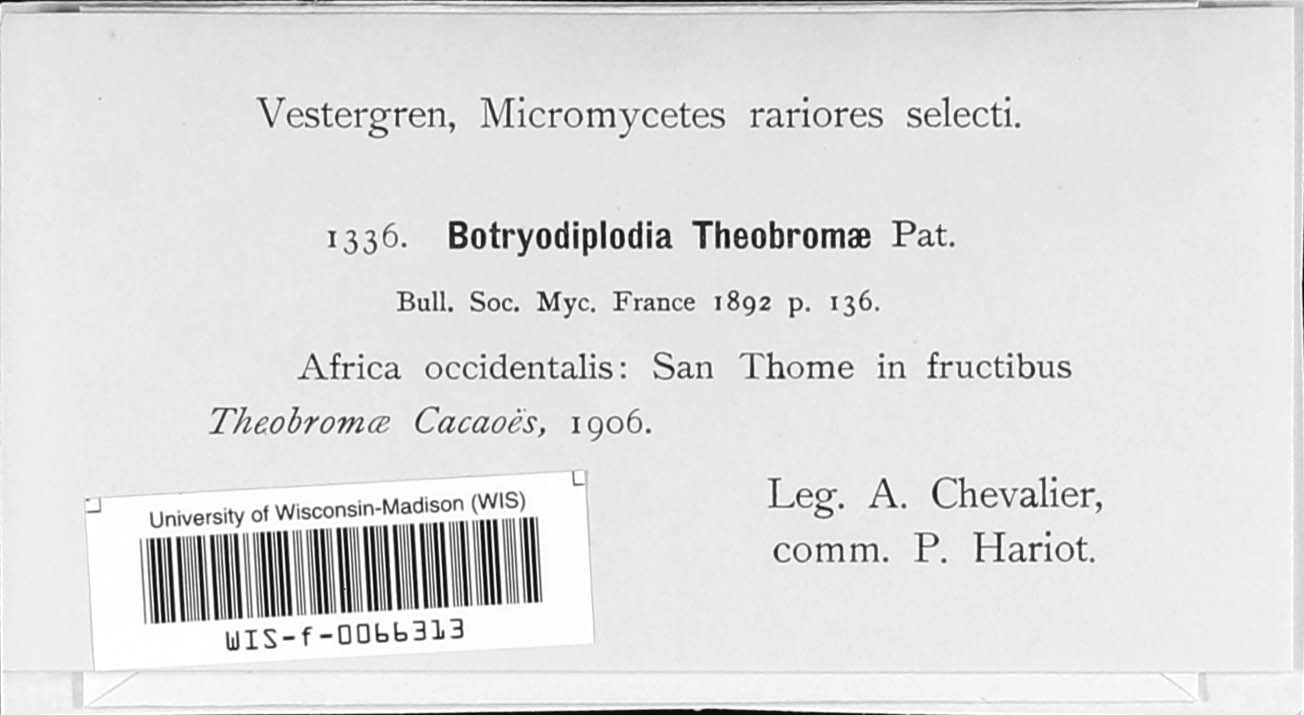 Vestergren, Micromycetes rariores selecti.
1336. Botryodiplodia Theobromæ Pat.
Bull. Soc. Myc. France 1892 p. 136.
Africa occidentalis: San Thome in fructibus
Theobromæ Cacaoës, 1906.
Leg. A. Chevalier,
comm. P. Hariot.
University of Wisconsin-Madison (WIS)
WIS-f-0066313